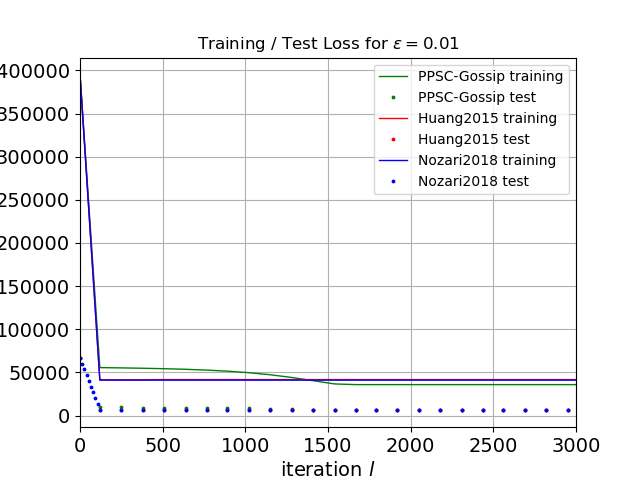 Training / Test Loss for ε = 0.01
400000
350000
300000
250000
200000
150000
100000
50000
0
0 500 1000 1500 2000 2500 3000
iteration l
PPSC-Gossip training
PPSC-Gossip test
Huang2015 training
Huang2015 test
Nozari2018 training
Nozari2018 test